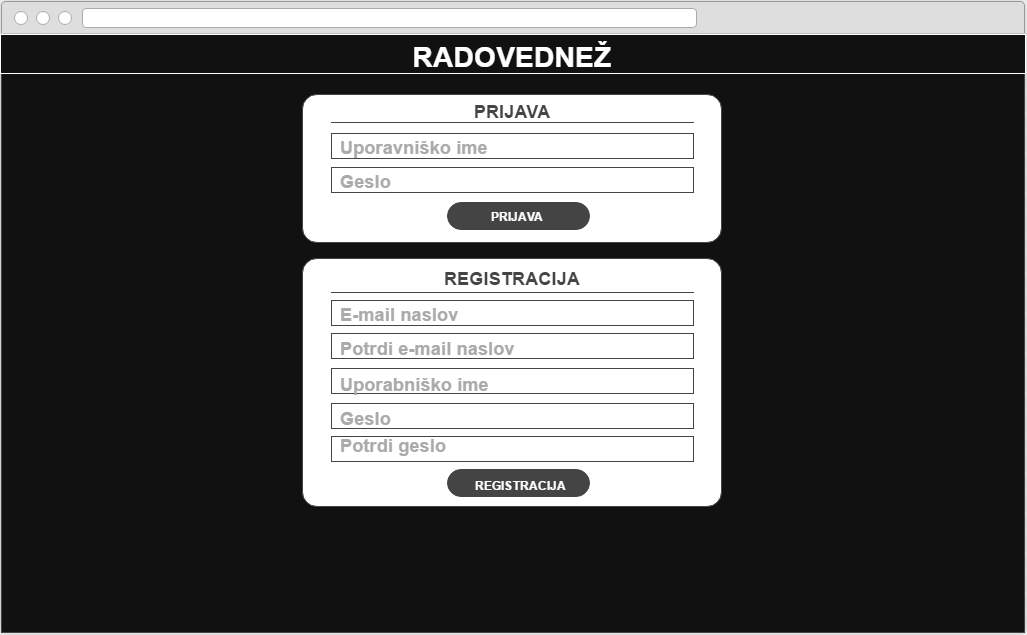 RADOVEDNEŽ
PRIJAVA
Uporavniško ime
Geslo
PRIJAVA
REGISTRACIJA
E-mail naslov
Potrdi e-mail naslov
Uporabniško ime
Geslo
Potrdi geslo
REGISTRACIJA